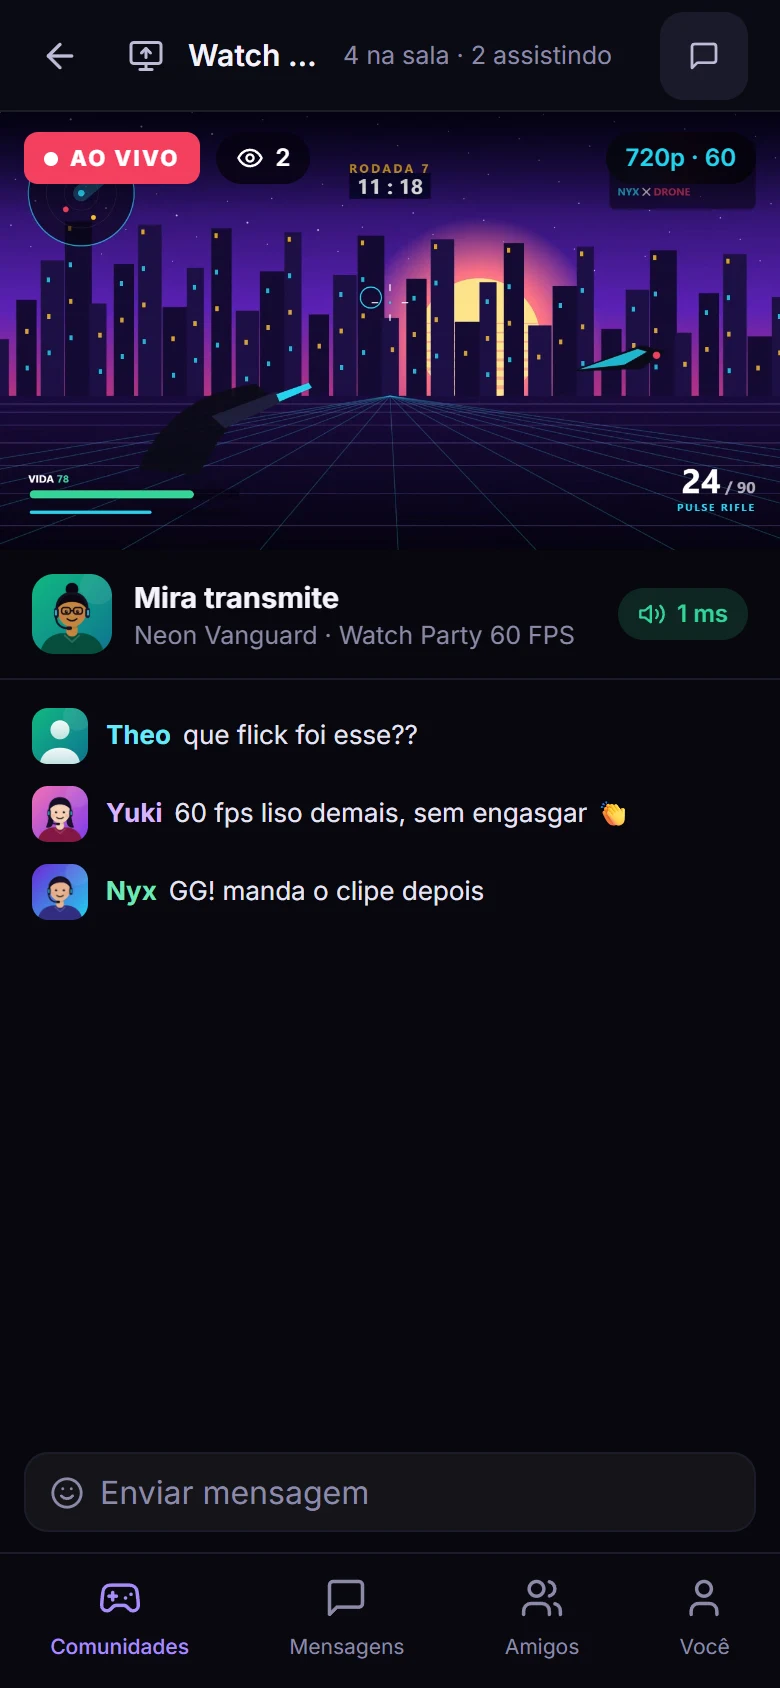 Watch ... 4 na sala · 2 assistindo
AO VIVO 2 720p · 60
RODADA 7
11 : 18
NYX DRONE
VIDA 78
24 / 90
PULSE RIFLE
Mira transmite
Neon Vanguard · Watch Party 60 FPS
1 ms
Theo que flick foi esse??
Yuki 60 fps liso demais, sem engasgar 👏
Nyx GG! manda o clipe depois
Enviar mensagem
Comunidades Mensagens Amigos Você